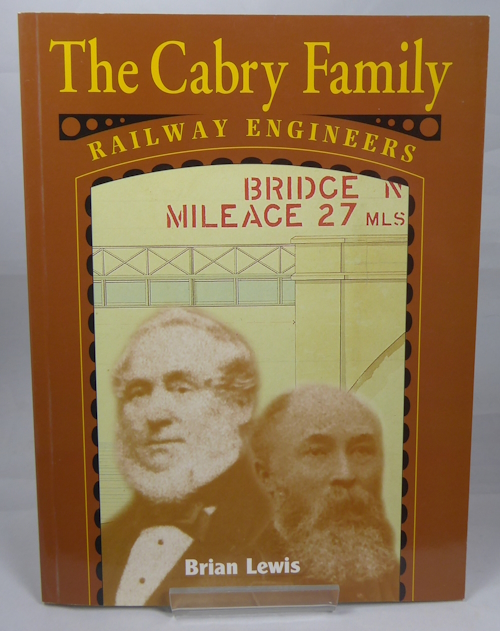 The Cabry Family
RAILWAY ENGINEERS
BRIDGE N
MILEAGE 27 MLS
Brian Lewis